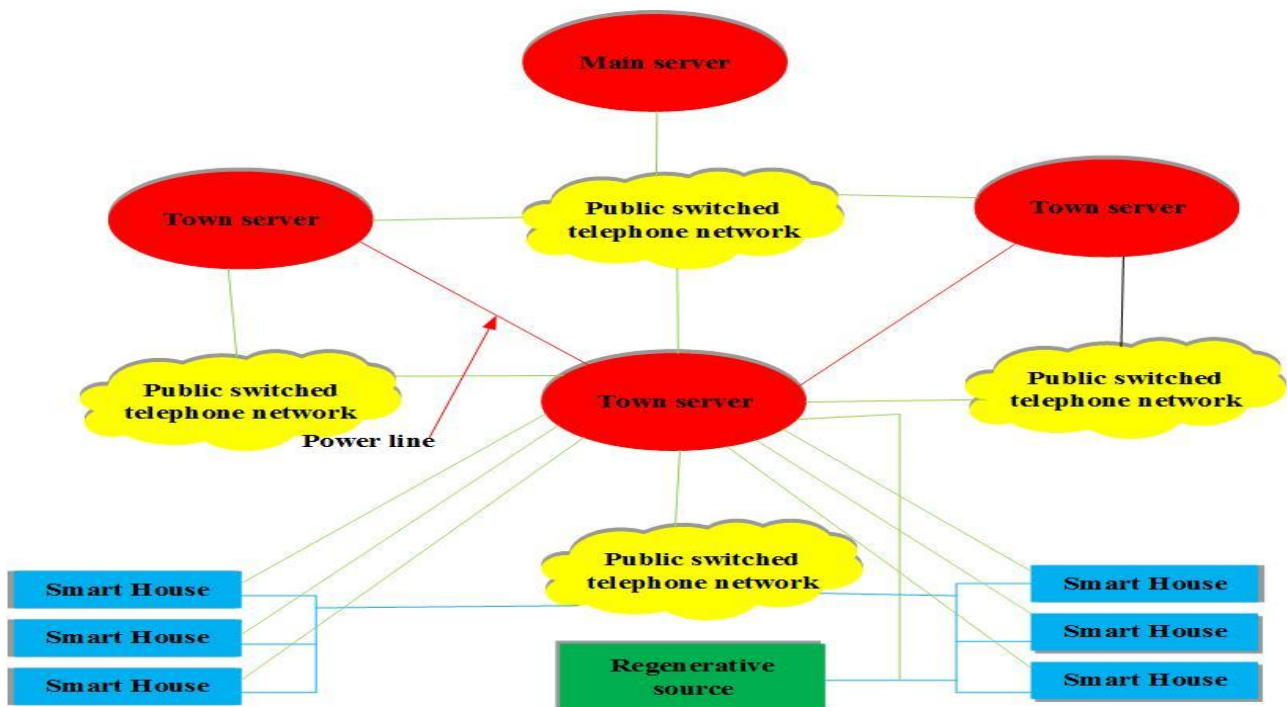 Main server
Public switched
telephone network
Town server
Town server
Public switched
telephone network
Town server
Public switched
telephone network
Power line
Public switched
telephone network
Smart House
Smart House
Smart House
Smart House
Smart House
Smart House
Regenerative
source